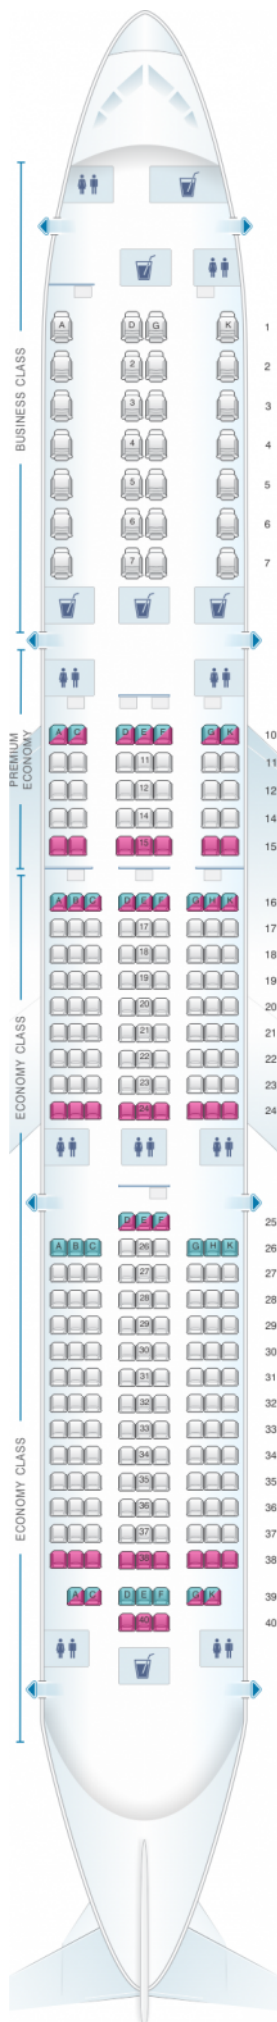 A D G K 1
2 2
3 3
4 4
5 5
6 6
7 7
BUSINESS CLASS
A C D E F G K 10
11 11
12 12
14 14
15 15
PREMIUM
ECONOMY
A B C D E F G H K 16
17 17
18 18
19 19
20 20
21 21
22 22
23 23
24 24
ECONOMY CLASS
D E F 25
A B C 26 G H K 26
27 27
28 28
29 29
30 30
31 31
32 32
33 33
34 34
35 35
36 36
37 37
38 38
A C D E F G K 39
40 40
ECONOMY CLASS